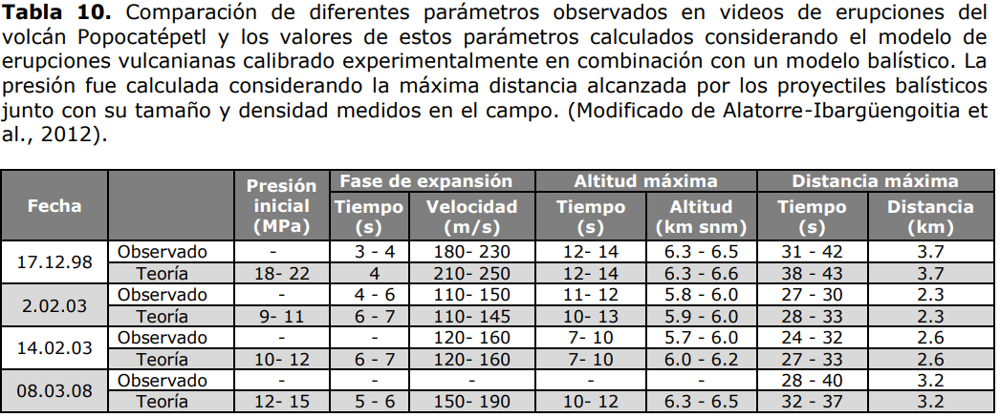 Tabla 10. Comparación de diferentes parámetros observados en videos de erupciones del
volcán Popocatépetl y los valores de estos parámetros calculados considerando el modelo de
erupciones vulcanianas calibrado experimentalmente en combinación con un modelo balístico. La
presión fue calculada considerando la máxima distancia alcanzada por los proyectiles balísticos
junto con su tamaño y densidad medidos en el campo. (Modificado de Alatorre-Ibargüengoitia et
al., 2012).
Fecha Presión inicial (MPa) Fase de expansión Altitud máxima Distancia máxima
Tiempo (s) Velocidad (m/s) Tiempo (s) Altitud (km snm) Tiempo (s) Distancia (km)
17.12.98 Observado - 3 - 4 180- 230 12- 14 6.3 - 6.5 31 - 42 3.7
Teoría 18- 22 4 210- 250 12- 14 6.3 - 6.6 38 - 43 3.7
2.02.03 Observado - 4 - 6 110-150 11- 12 5.8 - 6.0 27 - 30 2.3
Teoría 9- 11 6 - 7 110- 145 10- 13 5.9 - 6.0 28 - 33 2.3
14.02.03 Observado - - 120- 160 7- 10 5.7 - 6.0 24 - 32 2.6
Teoría 10- 12 6 - 7 120- 160 7- 10 6.0 - 6.2 27 - 33 2.6
08.03.08 Observado - - - - - 28 - 40 3.2
Teoría 12- 15 5 - 6 150- 190 10- 12 6.3 - 6.5 32 - 37 3.2